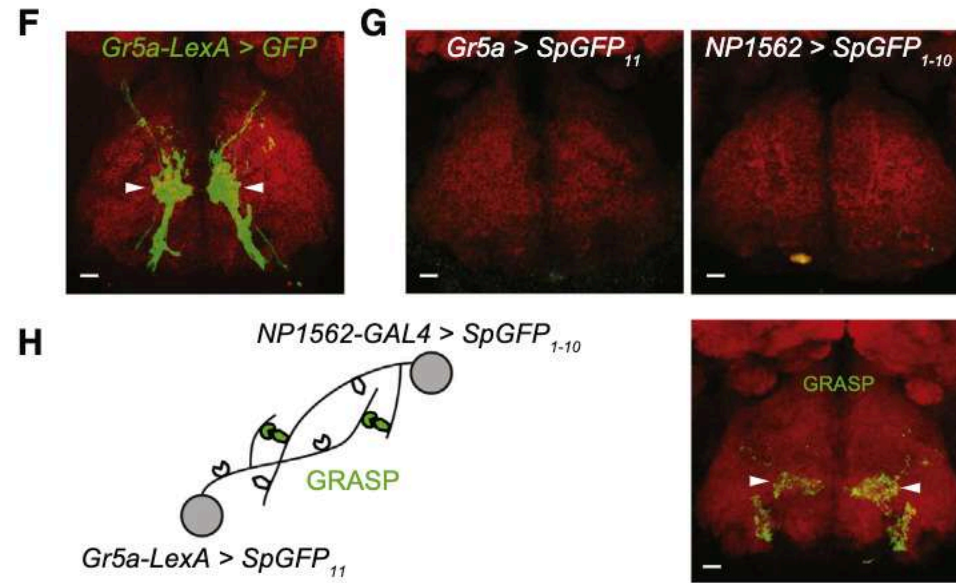 F
Gr5a-LexA > GFP
G
Gr5a > SpGFP₁₁
NP1562 > SpGFP₁₋₁₀
H
NP1562-GAL4 > SpGFP₁₋₁₀
GRASP
Gr5a-LexA > SpGFP₁₁
GRASP